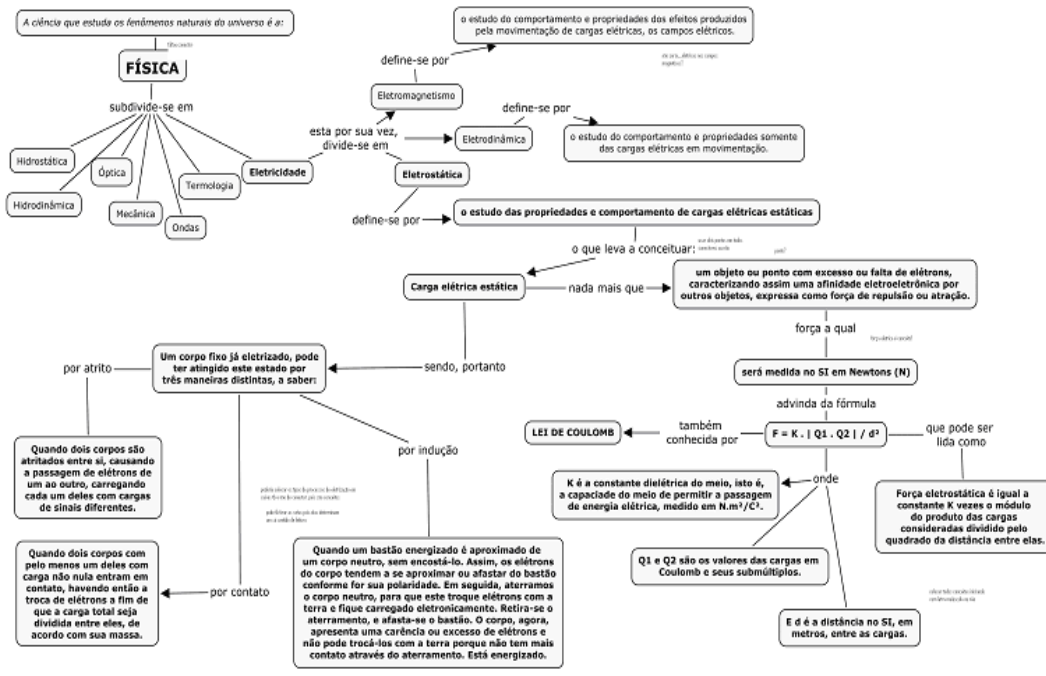 A ciência que estuda os fenômenos naturais do universo é a:
FÍSICA
subdivide-se em
Hidrostática
Hidrodinâmica
Óptica
Mecânica
Ondas
Termologia
Eletricidade
esta por sua vez,
divide-se em
Eletromagnetismo
define-se por
o estudo do comportamento e propriedades dos efeitos produzidos
pela movimentação de cargas elétricas, os campos elétricos.
Eletrodinâmica
define-se por
o estudo do comportamento e propriedades somente
das cargas elétricas em movimentação.
Eletrostática
define-se por
o estudo das propriedades e comportamento de cargas elétricas estáticas
o que leva a conceituar:
Carga elétrica estática
nada mais que
um objeto ou ponto com excesso ou falta de elétrons,
caracterizando assim uma afinidade eletroeletrônica por
outros objetos, expressa como força de repulsão ou atração.
força a qual
será medida no SI em Newtons (N)
advinda da fórmula
F = K . | Q1 . Q2 | / d²
também
conhecida por
LEI DE COULOMB
que pode ser
lida como
Força eletrostática é igual a
constante K vezes o módulo
do produto das cargas
consideradas dividido pelo
quadrado da distância entre elas.
onde
K é a constante dielétrica do meio, isto é,
a capaciade do meio de permitir a passagem
de energia elétrica, medido em N.m²/C².
Q1 e Q2 são os valores das cargas em
Coulomb e seus submúltiplos.
E d é a distância no SI, em
metros, entre as cargas.
sendo, portanto
Um corpo fixo já eletrizado, pode
ter atingido este estado por
três maneiras distintas, a saber:
por atrito
Quando dois corpos são
atritados entre si, causando
a passagem de elétrons de
um ao outro, carregando
cada um deles com cargas
de sinais diferentes.
por contato
Quando dois corpos com
pelo menos um deles com
carga não nula entram em
contato, havendo então a
troca de elétrons a fim de
que a carga total seja
dividida entre eles, de
acordo com sua massa.
por indução
Quando um bastão energizado é aproximado de
um corpo neutro, sem encostá-lo. Assim, os elétrons
do corpo tendem a se aproximar ou afastar do bastão
conforme for sua polaridade. Em seguida, aterramos
o corpo neutro, para que este troque elétrons com a
terra e fique carregado eletronicamente. Retira-se o
aterramento, e afasta-se o bastão. O corpo, agora,
apresenta uma carência ou excesso de elétrons e
não pode trocá-los com a terra porque não tem mais
contato através do aterramento. Está energizado.